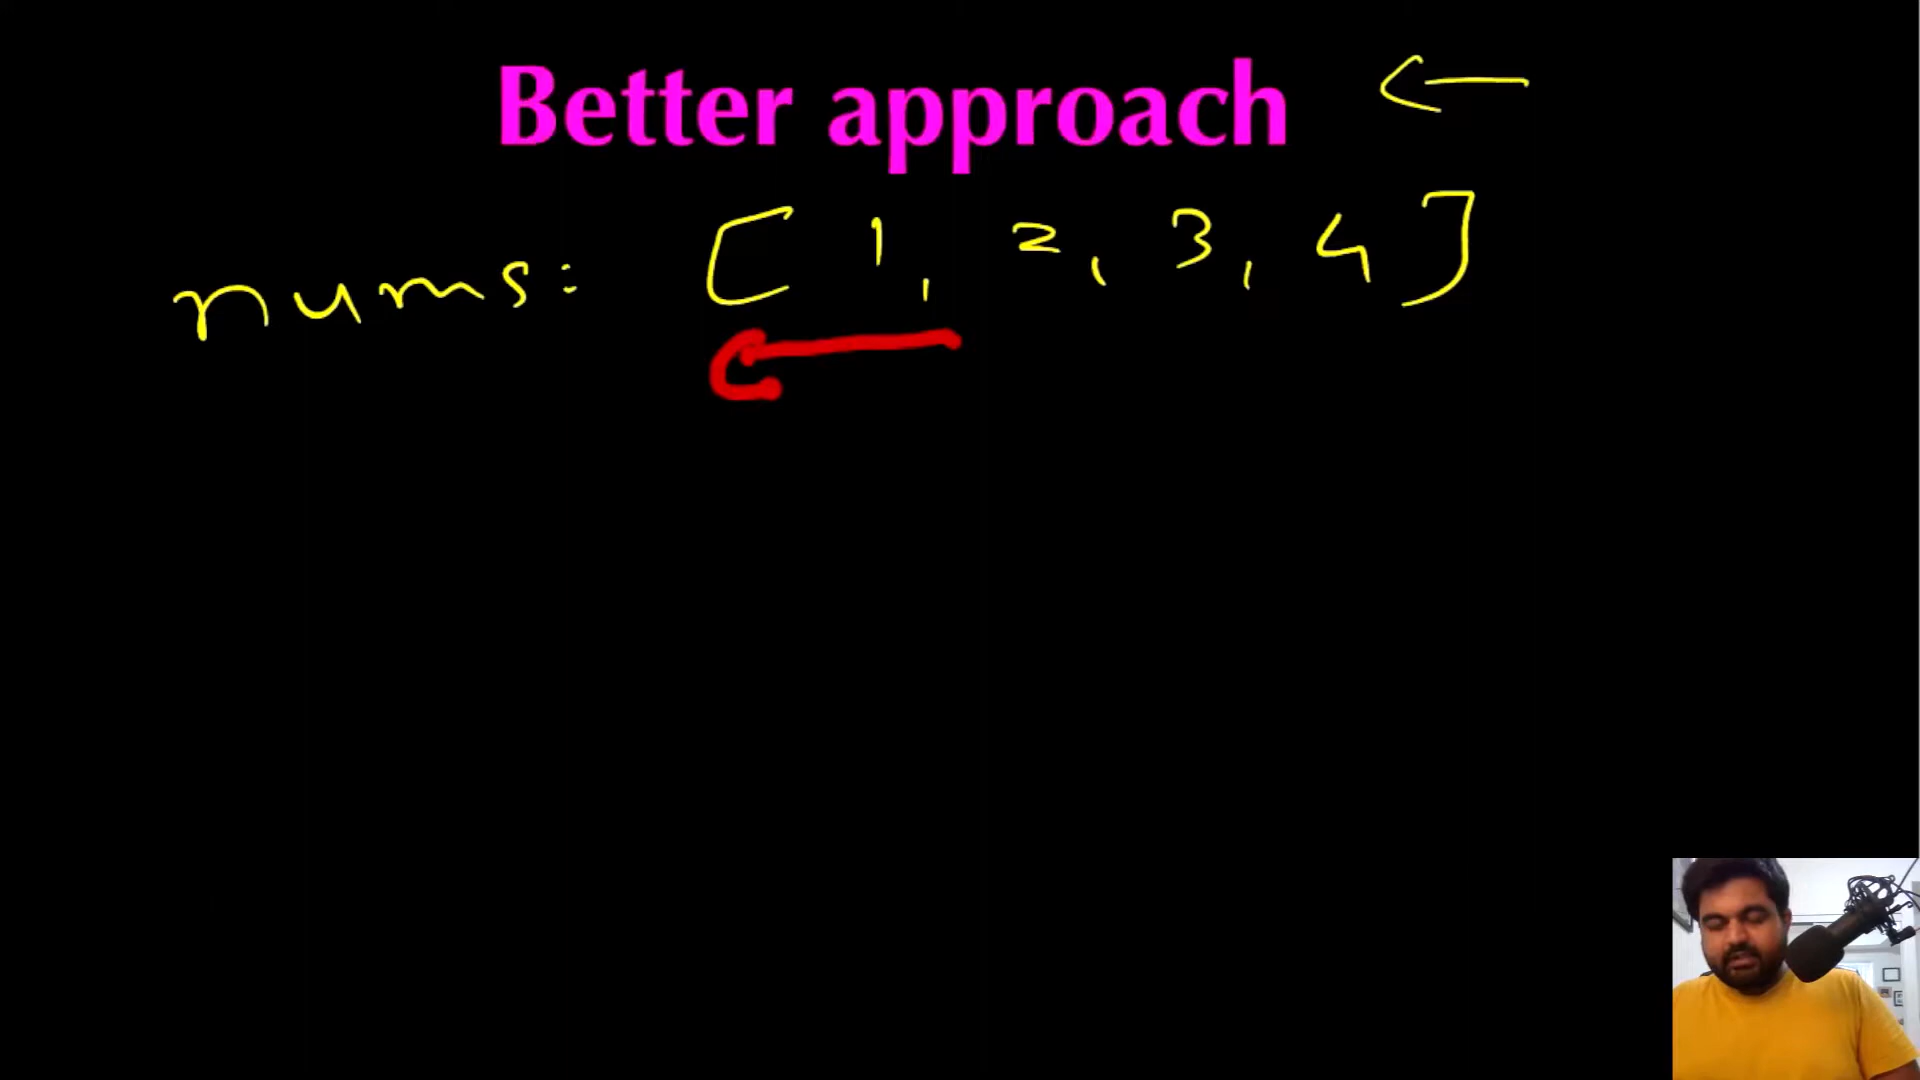 Better approach
nums: [ 1, 2, 3, 4 ]